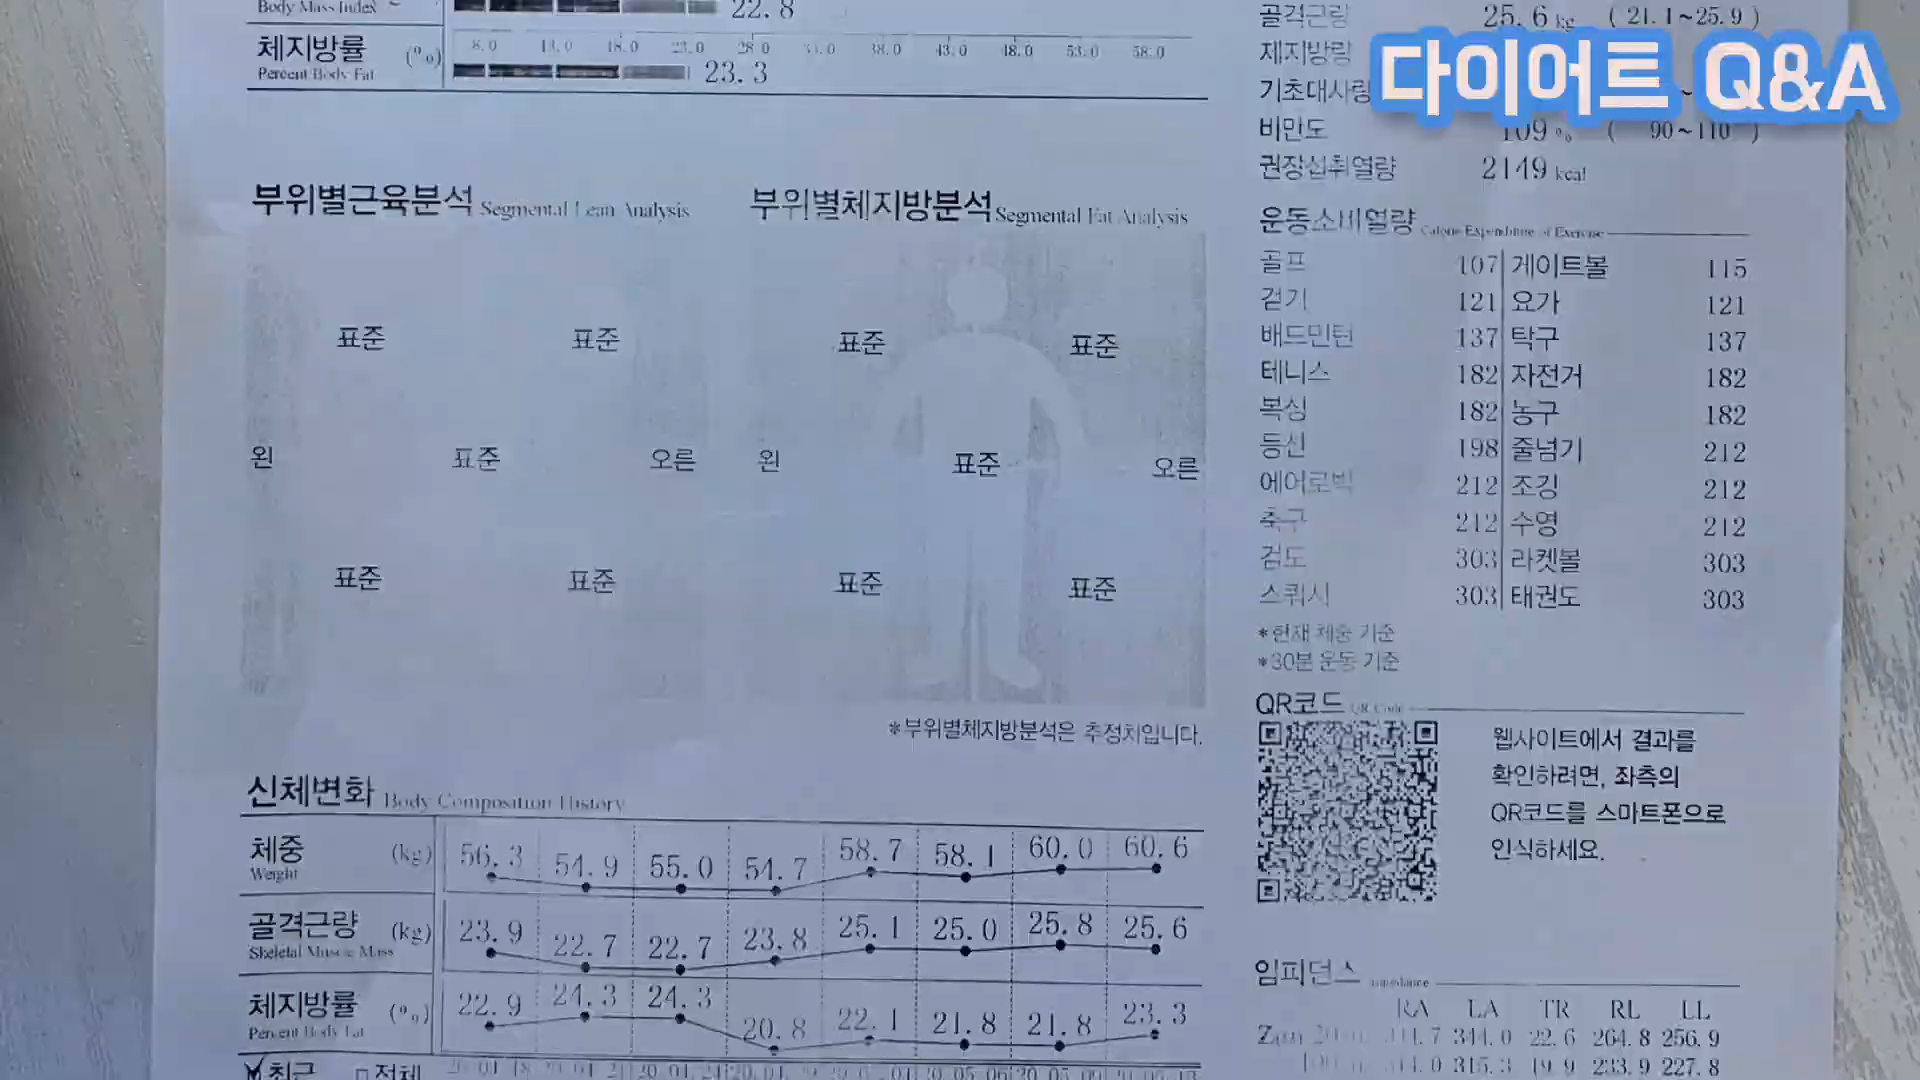 Body Mass Index 22.8
체지방률 (%) 8.0 13.0 18.0 23.0 28.0 33.0 38.0 43.0 48.0 53.0 58.0
Percent Body Fat 23.3
골격근량 25.6 kg ( 21.1~25.9 )
제지방량
기초대사량 ~
비만도 109 % ( 90~110 )
권장섭취열량 2149 kcal
다이어트 Q&A
부위별근육분석 Segmental Lean Analysis
표준 표준
왼 표준 오른
표준 표준
부위별체지방분석 Segmental Fat Analysis
표준 표준
왼 표준 오른
표준 표준
*부위별체지방분석은 추정치입니다.
운동소비열량 Calorie Expenditure of Exercise
골프 107 게이트볼 115
걷기 121 요가 121
배드민턴 137 탁구 137
테니스 182 자전거 182
복싱 182 농구 182
등산 198 줄넘기 212
에어로빅 212 조깅 212
축구 212 수영 212
검도 303 라켓볼 303
스쿼시 303 태권도 303
*현재 체중 기준
*30분 운동 기준
QR코드 QR Code
웹사이트에서 결과를
확인하려면, 좌측의
QR코드를 스마트폰으로
인식하세요.
신체변화 Body Composition History
체중 (kg) 56.3 54.9 55.0 54.7 58.7 58.1 60.0 60.6
Weight
골격근량 (kg) 23.9 22.7 22.7 23.8 25.1 25.0 25.8 25.6
Skeletal Muscle Mass
체지방률 (%) 22.9 24.3 24.3 20.8 22.1 21.8 21.8 23.3
Percent Body Fat
최근 전체
임피던스 Impedance
RA LA TR RL LL
344.0 22.6 264.8 256.9
315.3 19.9 233.9 227.8